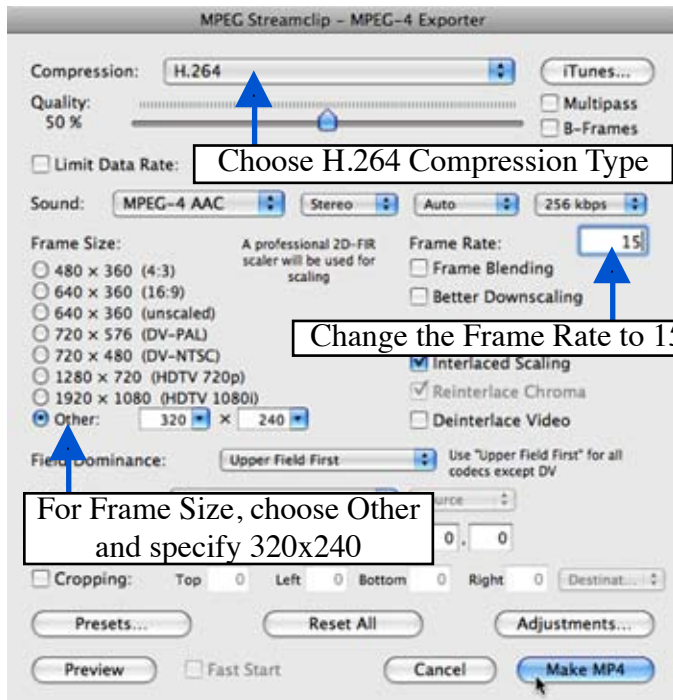 MPEG Streamclip – MPEG-4 Exporter
Compression: H.264 iTunes...
Quality: Multipass
50 % B-Frames
Limit Data Rate:
Choose H.264 Compression Type
Sound: MPEG-4 AAC Stereo Auto 256 kbps
Frame Size: A professional 2D-FIR scaler will be used for scaling Frame Rate: 15
480 × 360 (4:3) Frame Blending
640 × 360 (16:9) Better Downscaling
640 × 360 (unscaled)
720 × 576 (DV-PAL)
Change the Frame Rate to 15
720 × 480 (DV-NTSC) Interlaced Scaling
1280 × 720 (HDTV 720p) Reinterlace Chroma
1920 × 1080 (HDTV 1080i)
Other: 320 × 240 Deinterlace Video
Field Dominance: Upper Field First Use "Upper Field First" for all codecs except DV
For Frame Size, choose Other
and specify 320x240
0 , 0
Cropping: Top 0 Left 0 Bottom 0 Right 0 Destinat...
Presets... Reset All Adjustments...
Preview Fast Start Cancel Make MP4